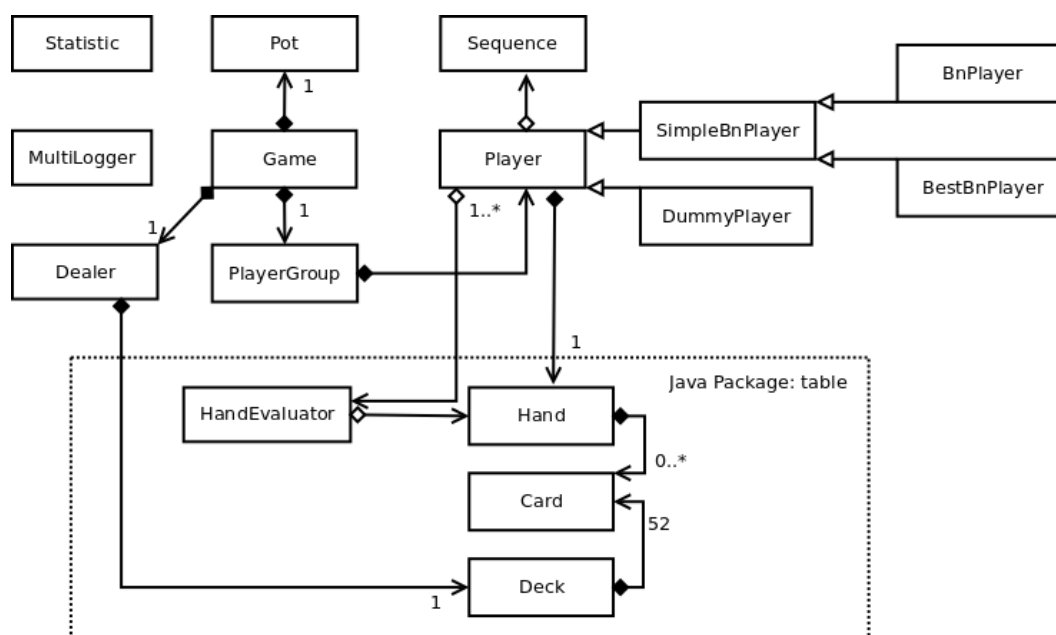 Statistic
Pot
Sequence
BnPlayer
1
MultiLogger
Game
Player
SimpleBnPlayer
BestBnPlayer
1
1..*
DummyPlayer
1
Dealer
PlayerGroup
1
Java Package: table
HandEvaluator
Hand
0..*
Card
52
Deck
1